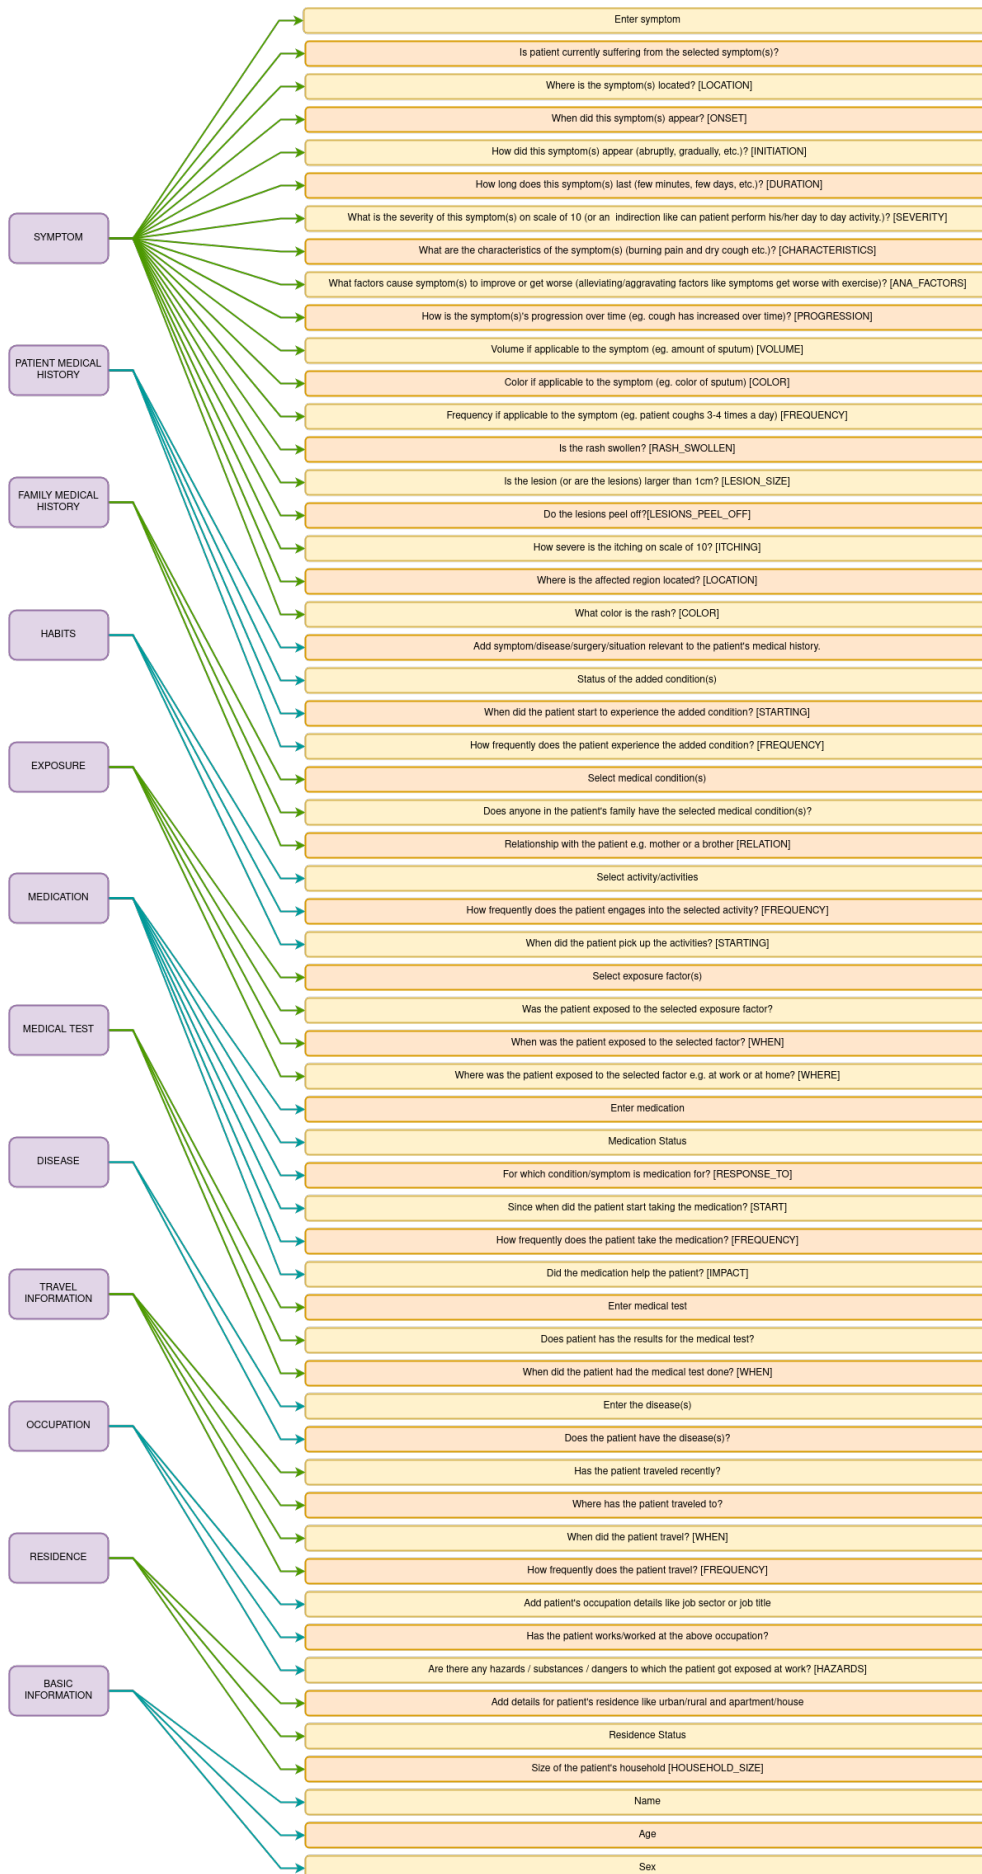 Enter symptom
Is patient currently suffering from the selected symptom(s)?
Where is the symptom(s) located? [LOCATION]
When did this symptom(s) appear? [ONSET]
How did this symptom(s) appear (abruptly, gradually, etc.)? [INITIATION]
How long does this symptom(s) last (few minutes, few days, etc.)? [DURATION]
What is the severity of this symptom(s) on scale of 10 (or an  indirection like can patient perform his/her day to day activity.)? [SEVERITY]
SYMPTOM
What are the characteristics of the symptom(s) (burning pain and dry cough etc.)? [CHARACTERISTICS]
What factors cause symptom(s) to improve or get worse (alleviating/aggravating factors like symptoms get worse with exercise)? [ANA_FACTORS]
How is the symptom(s)'s progression over time (eg. cough has increased over time)? [PROGRESSION]
Volume if applicable to the symptom (eg. amount of sputum) [VOLUME]
PATIENT MEDICAL
HISTORY
Color if applicable to the symptom (eg. color of sputum) [COLOR]
Frequency if applicable to the symptom (eg. patient coughs 3-4 times a day) [FREQUENCY]
Is the rash swollen? [RASH_SWOLLEN]
Is the lesion (or are the lesions) larger than 1cm? [LESION_SIZE]
FAMILY MEDICAL
HISTORY
Do the lesions peel off?[LESIONS_PEEL_OFF]
How severe is the itching on scale of 10? [ITCHING]
Where is the affected region located? [LOCATION]
What color is the rash? [COLOR]
HABITS
Add symptom/disease/surgery/situation relevant to the patient's medical history.
Status of the added condition(s)
When did the patient start to experience the added condition? [STARTING]
How frequently does the patient experience the added condition? [FREQUENCY]
EXPOSURE
Select medical condition(s)
Does anyone in the patient's family have the selected medical condition(s)?
Relationship with the patient e.g. mother or a brother [RELATION]
Select activity/activities
MEDICATION
How frequently does the patient engages into the selected activity? [FREQUENCY]
When did the patient pick up the activities? [STARTING]
Select exposure factor(s)
Was the patient exposed to the selected exposure factor?
MEDICAL TEST
When was the patient exposed to the selected factor? [WHEN]
Where was the patient exposed to the selected factor e.g. at work or at home? [WHERE]
Enter medication
Medication Status
DISEASE
For which condition/symptom is medication for? [RESPONSE_TO]
Since when did the patient start taking the medication? [START]
How frequently does the patient take the medication? [FREQUENCY]
Did the medication help the patient? [IMPACT]
TRAVEL
INFORMATION
Enter medical test
Does patient has the results for the medical test?
When did the patient had the medical test done? [WHEN]
Enter the disease(s)
OCCUPATION
Does the patient have the disease(s)?
Has the patient traveled recently?
Where has the patient traveled to?
When did the patient travel? [WHEN]
RESIDENCE
How frequently does the patient travel? [FREQUENCY]
Add patient's occupation details like job sector or job title
Has the patient works/worked at the above occupation?
Are there any hazards / substances / dangers to which the patient got exposed at work? [HAZARDS]
BASIC
INFORMATION
Add details for patient's residence like urban/rural and apartment/house
Residence Status
Size of the patient's household [HOUSEHOLD_SIZE]
Name
Age
Sex